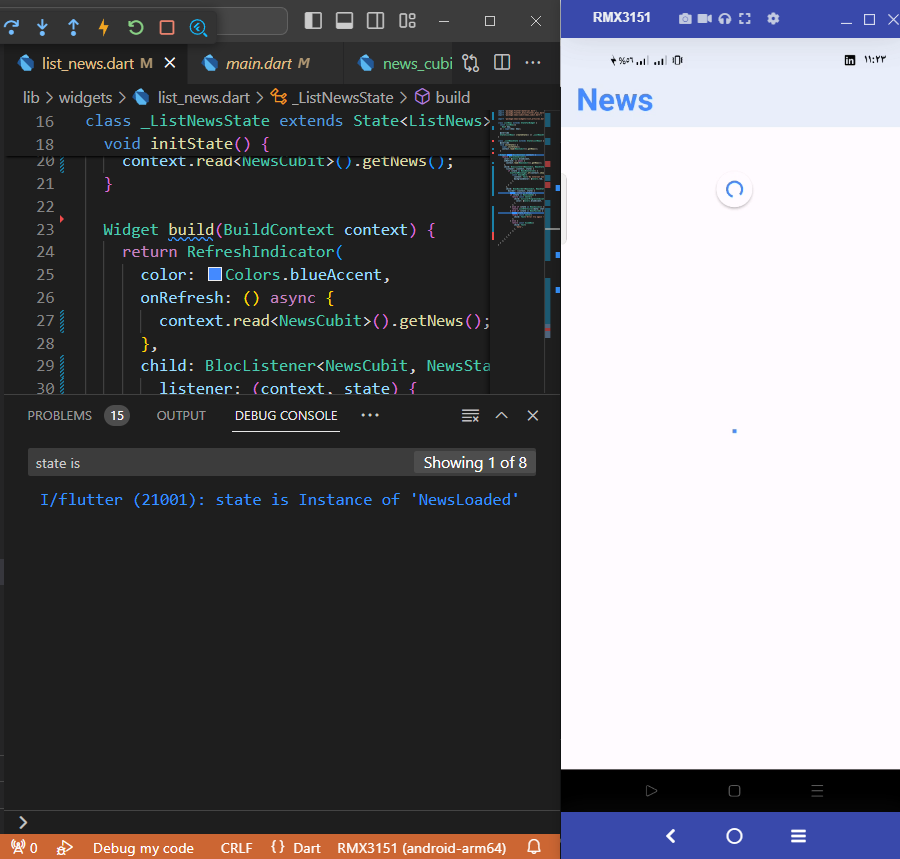 RMX3151
list_news.dart M
main.dart M
news_cubi
lib > widgets > list_news.dart > _ListNewsState > build
16 class _ListNewsState extends State<ListNews>
18 void initState() {
20 context.read<NewsCubit>().getNews();
21 }
22
23 Widget build(BuildContext context) {
24 return RefreshIndicator(
25 color: Colors.blueAccent,
26 onRefresh: () async {
27 context.read<NewsCubit>().getNews();
28 },
29 child: BlocListener<NewsCubit, NewsSta
30 listener: (context, state) {
PROBLEMS 15 OUTPUT DEBUG CONSOLE ...
state is
Showing 1 of 8
I/flutter (21001): state is Instance of 'NewsLoaded'
0 Debug my code CRLF {} Dart RMX3151 (android-arm64)
%٥٦
in ١١:٢٣
News